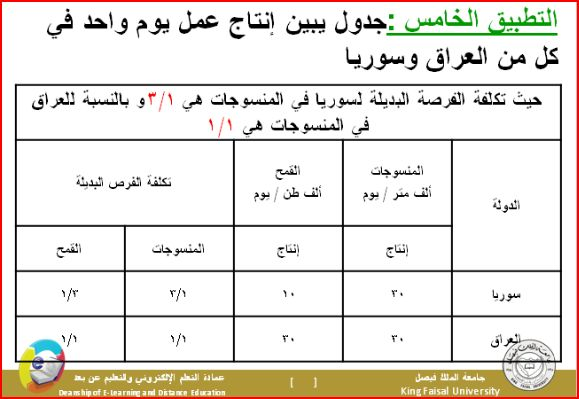 التطبيق الخامس :جدول يبين إنتاج عمل يوم واحد في
كل من العراق وسوريا
حيث تكلفة الفرصة البديلة لسوريا في المنسوجات هي ٣/١ و بالنسبة للعراق
في المنسوجات هي ١/١
الدولة
المنسوجات
ألف متر / يوم
القمح
ألف طن / يوم
تكلفة الفرص البديلة
إنتاج
إنتاج
المنسوجات
القمح
سوريا ٣٠ ١٠ ٣/١ ١/٣
العراق ٣٠ ٣٠ ١/١ ١/١
جامعة الملك فيصل
King Faisal University
[ ]
عمادة التعلم الإلكتروني والتعليم عن بعد
Deanship of E-Learning and Distance Education